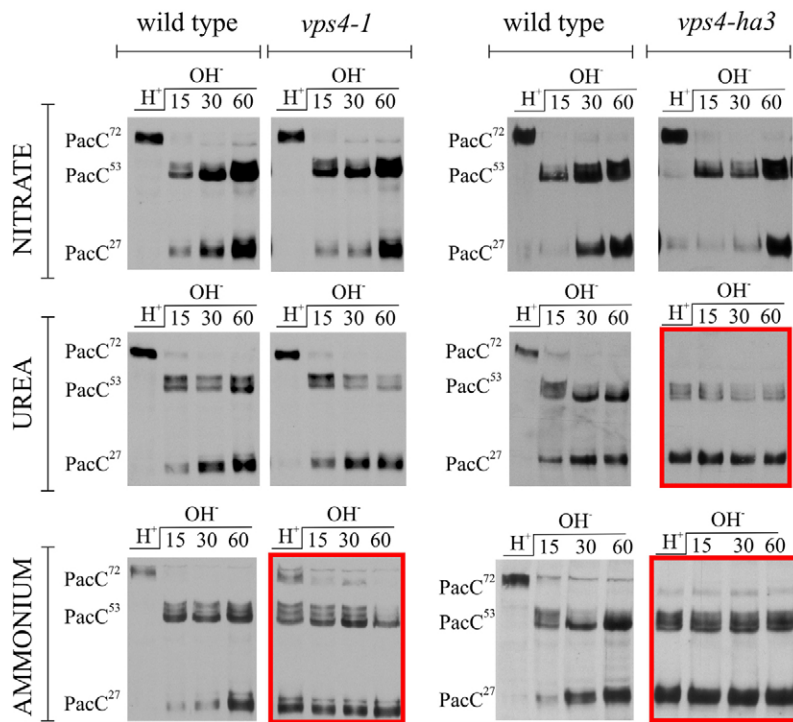 wild type vps4-1 wild type vps4-ha3
OH⁻ OH⁻ OH⁻ OH⁻
H⁺ 15 30 60 H⁺ 15 30 60 H⁺ 15 30 60 H⁺ 15 30 60
NITRATE
PacC⁷² PacC⁷²
PacC⁵³ PacC⁵³
PacC²⁷ PacC²⁷
OH⁻ OH⁻ OH⁻ OH⁻
H⁺ 15 30 60 H⁺ 15 30 60 H⁺ 15 30 60 H⁺ 15 30 60
UREA
PacC⁷² PacC⁷²
PacC⁵³ PacC⁵³
PacC²⁷ PacC²⁷
OH⁻ OH⁻ OH⁻ OH⁻
H⁺ 15 30 60 H⁺ 15 30 60 H⁺ 15 30 60 H⁺ 15 30 60
AMMONIUM
PacC⁷² PacC⁷²
PacC⁵³ PacC⁵³
PacC²⁷ PacC²⁷